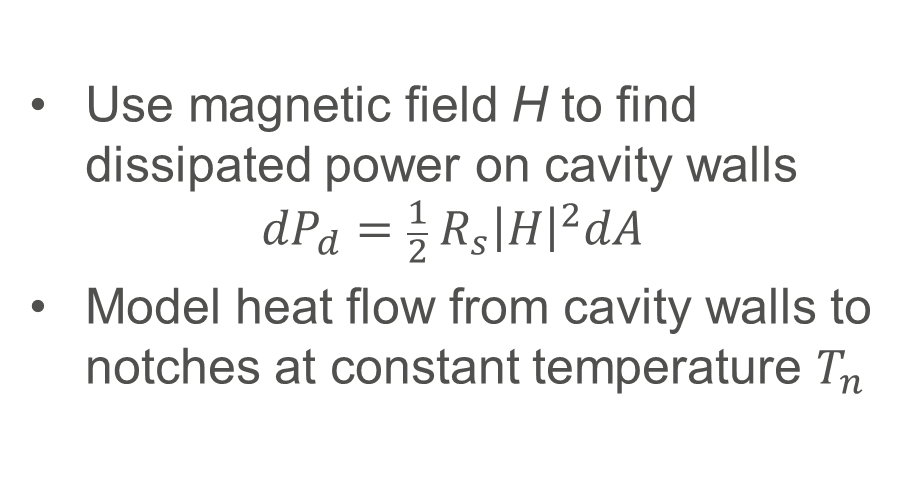 • Use magnetic field H to find
dissipated power on cavity walls
dP_d = 1/2 R_s|H|²dA
• Model heat flow from cavity walls to
notches at constant temperature T_n